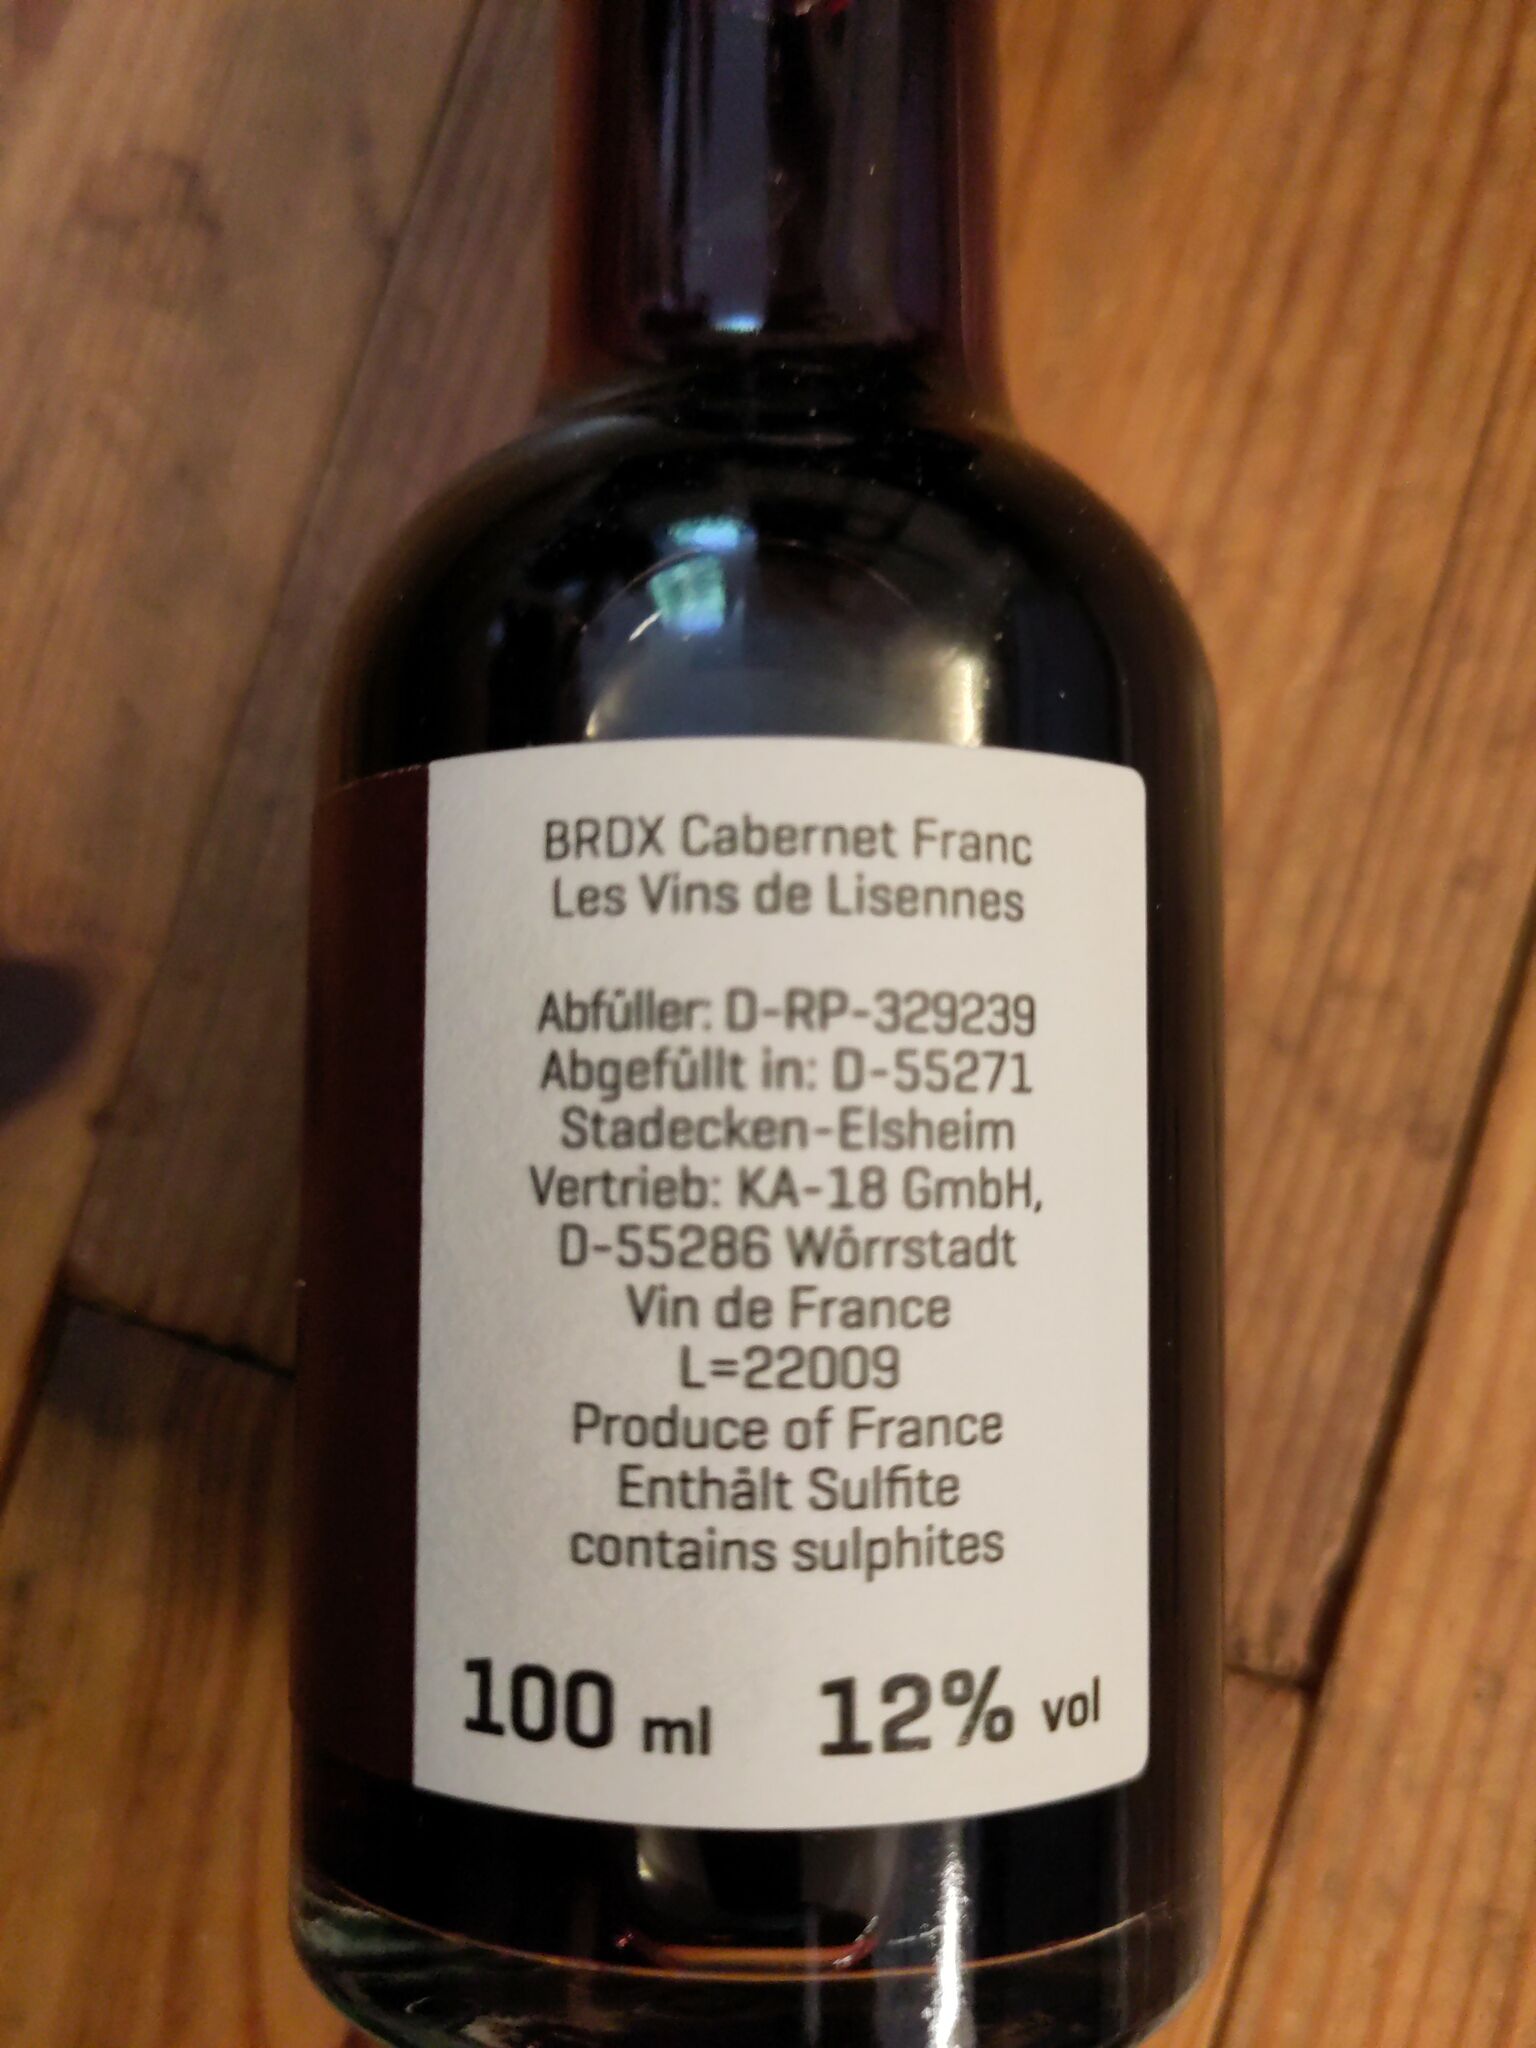 BRDX Cabernet Franc
Les Vins de Lisennes
Abfüller: D-RP-329239
Abgefüllt in: D-55271
Stadecken-Elsheim
Vertrieb: KA-18 GmbH,
D-55286 Wörrstadt
Vin de France
L=22009
Produce of France
Enthält Sulfite
contains sulphites
100 ml 12% vol